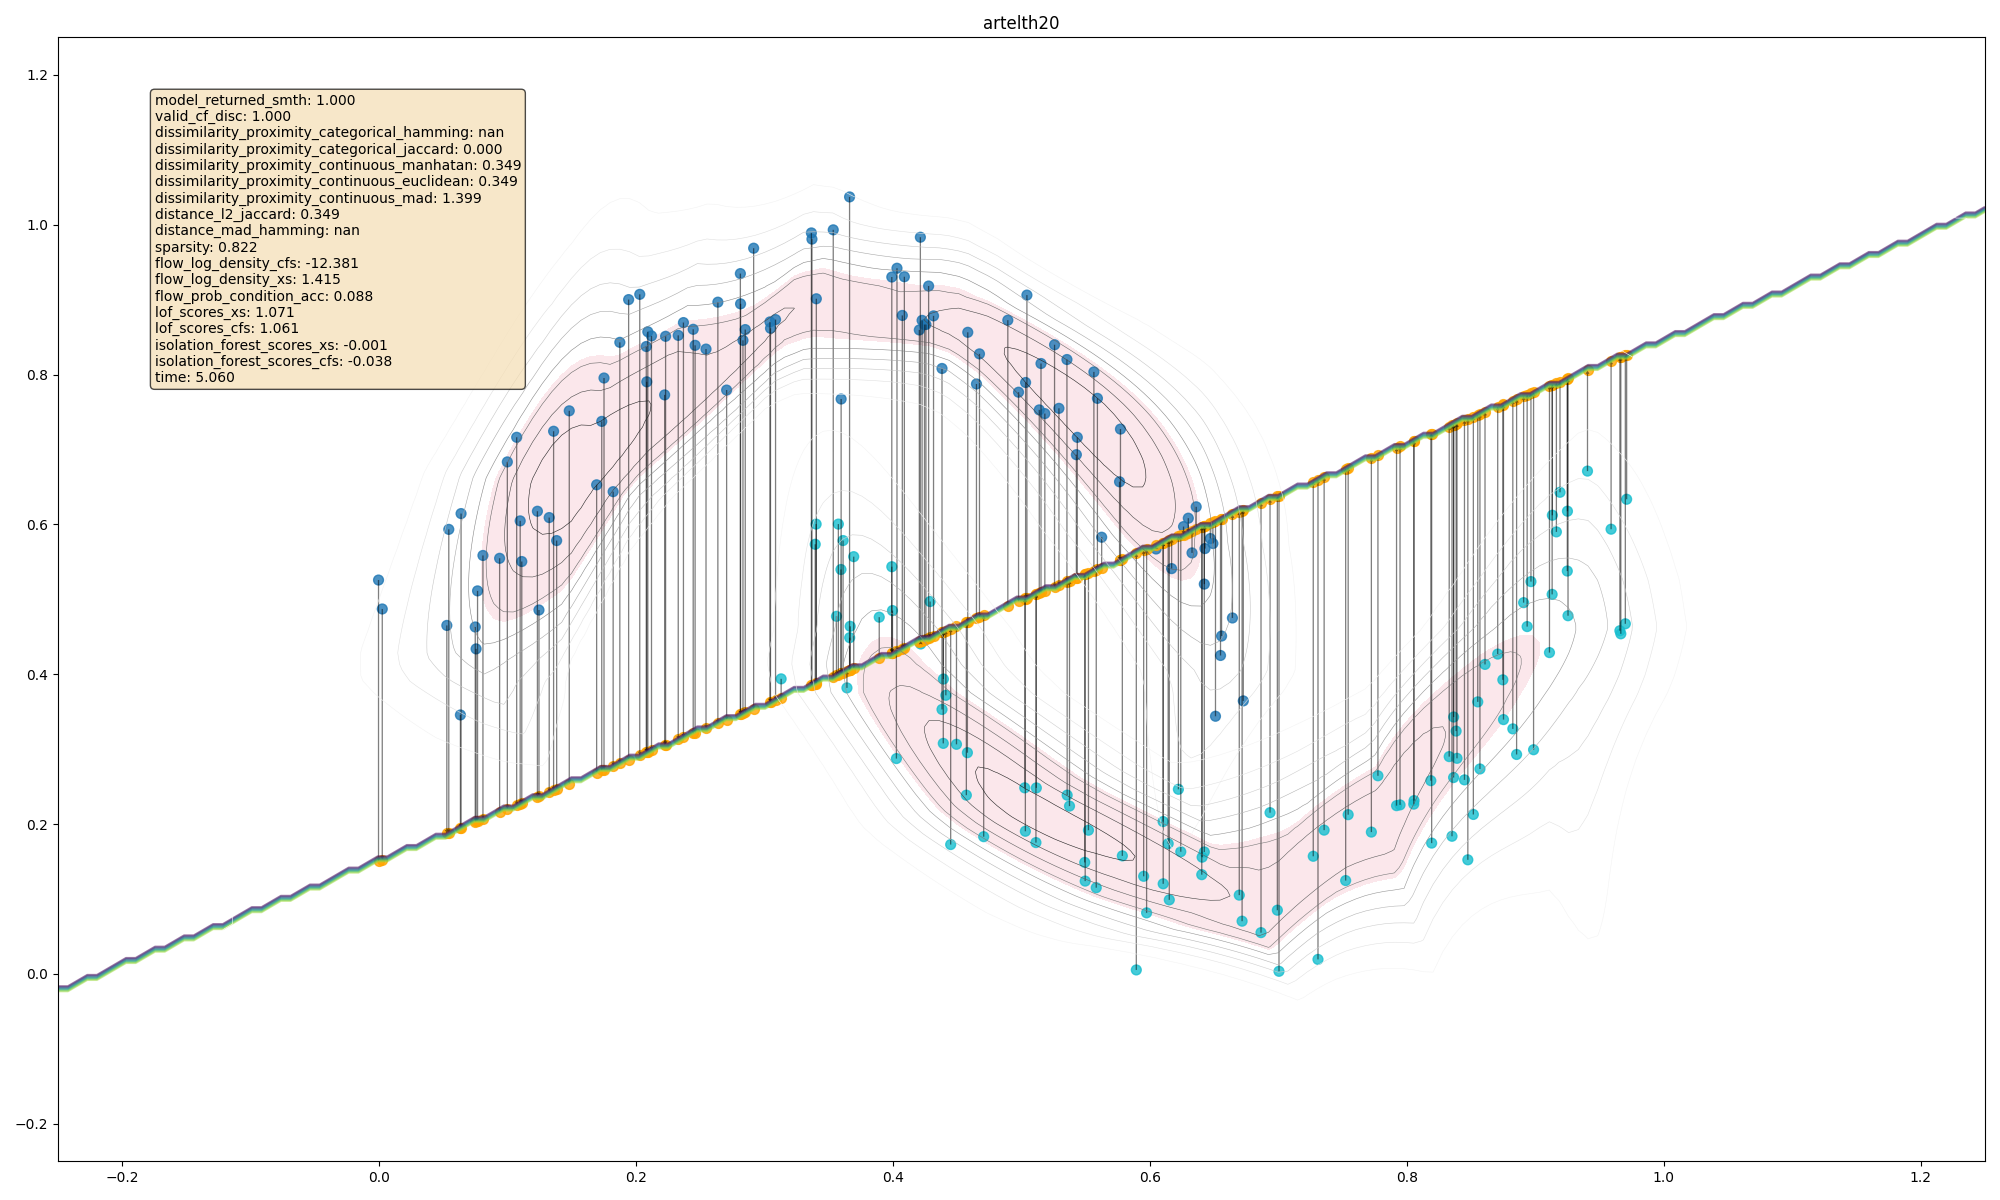 artelth20
1.2
1.0
0.8
0.6
0.4
0.2
0.0
−0.2
model_returned_smth: 1.000
valid_cf_disc: 1.000
dissimilarity_proximity_categorical_hamming: nan
dissimilarity_proximity_categorical_jaccard: 0.000
dissimilarity_proximity_continuous_manhatan: 0.349
dissimilarity_proximity_continuous_euclidean: 0.349
dissimilarity_proximity_continuous_mad: 1.399
distance_l2_jaccard: 0.349
distance_mad_hamming: nan
sparsity: 0.822
flow_log_density_cfs: -12.381
flow_log_density_xs: 1.415
flow_prob_condition_acc: 0.088
lof_scores_xs: 1.071
lof_scores_cfs: 1.061
isolation_forest_scores_xs: -0.001
isolation_forest_scores_cfs: -0.038
time: 5.060
−0.2 0.0 0.2 0.4 0.6 0.8 1.0 1.2